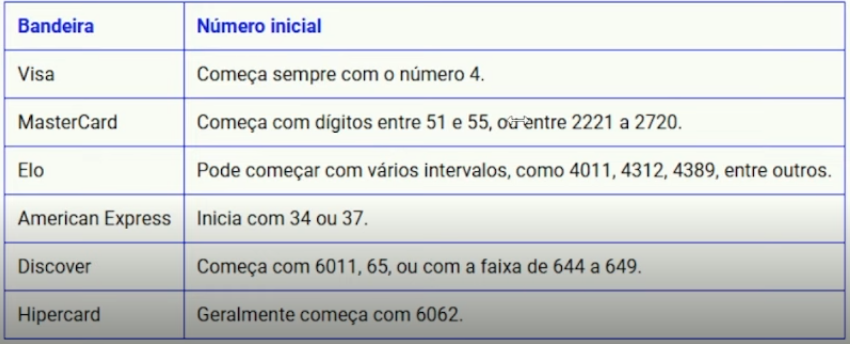 Bandeira Número inicial
Visa Começa sempre com o número 4.
MasterCard Começa com dígitos entre 51 e 55, ou entre 2221 a 2720.
Elo Pode começar com vários intervalos, como 4011, 4312, 4389, entre outros.
American Express Inicia com 34 ou 37.
Discover Começa com 6011, 65, ou com a faixa de 644 a 649.
Hipercard Geralmente começa com 6062.